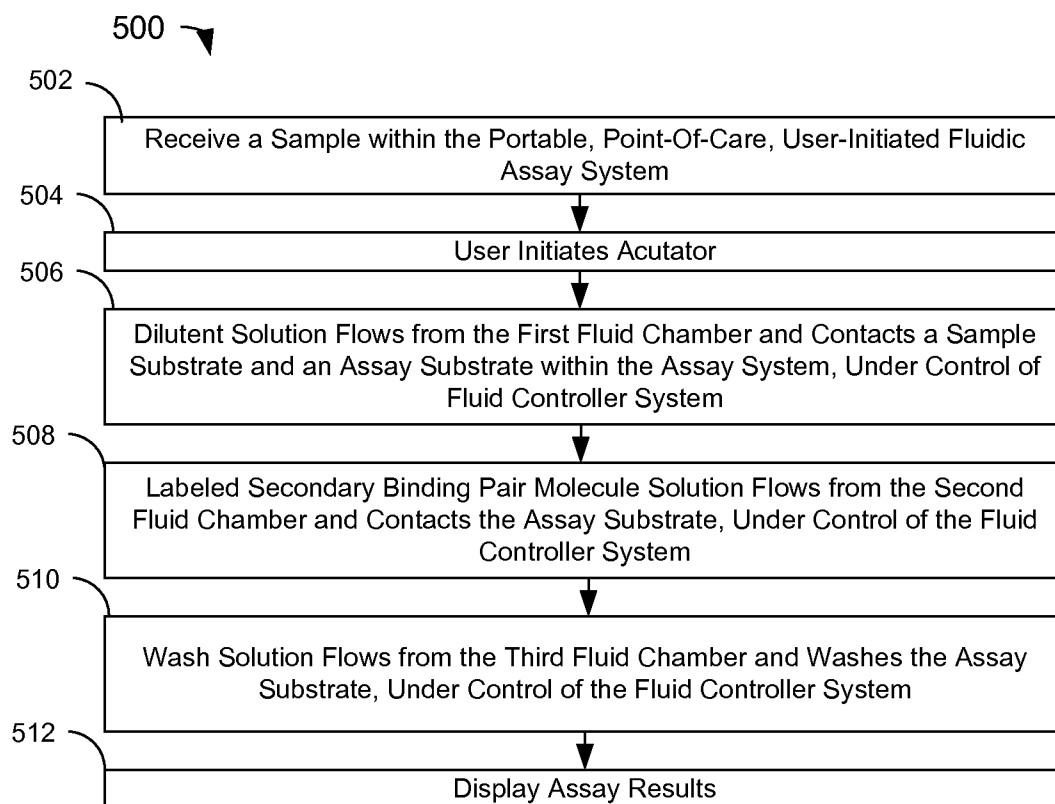 500
502
Receive a Sample within the Portable, Point-Of-Care, User-Initiated Fluidic
Assay System
504
User Initiates Acutator
506
Dilutent Solution Flows from the First Fluid Chamber and Contacts a Sample
Substrate and an Assay Substrate within the Assay System, Under Control of
Fluid Controller System
508
Labeled Secondary Binding Pair Molecule Solution Flows from the Second
Fluid Chamber and Contacts the Assay Substrate, Under Control of the Fluid
Controller System
510
Wash Solution Flows from the Third Fluid Chamber and Washes the Assay
Substrate, Under Control of the Fluid Controller System
512
Display Assay Results